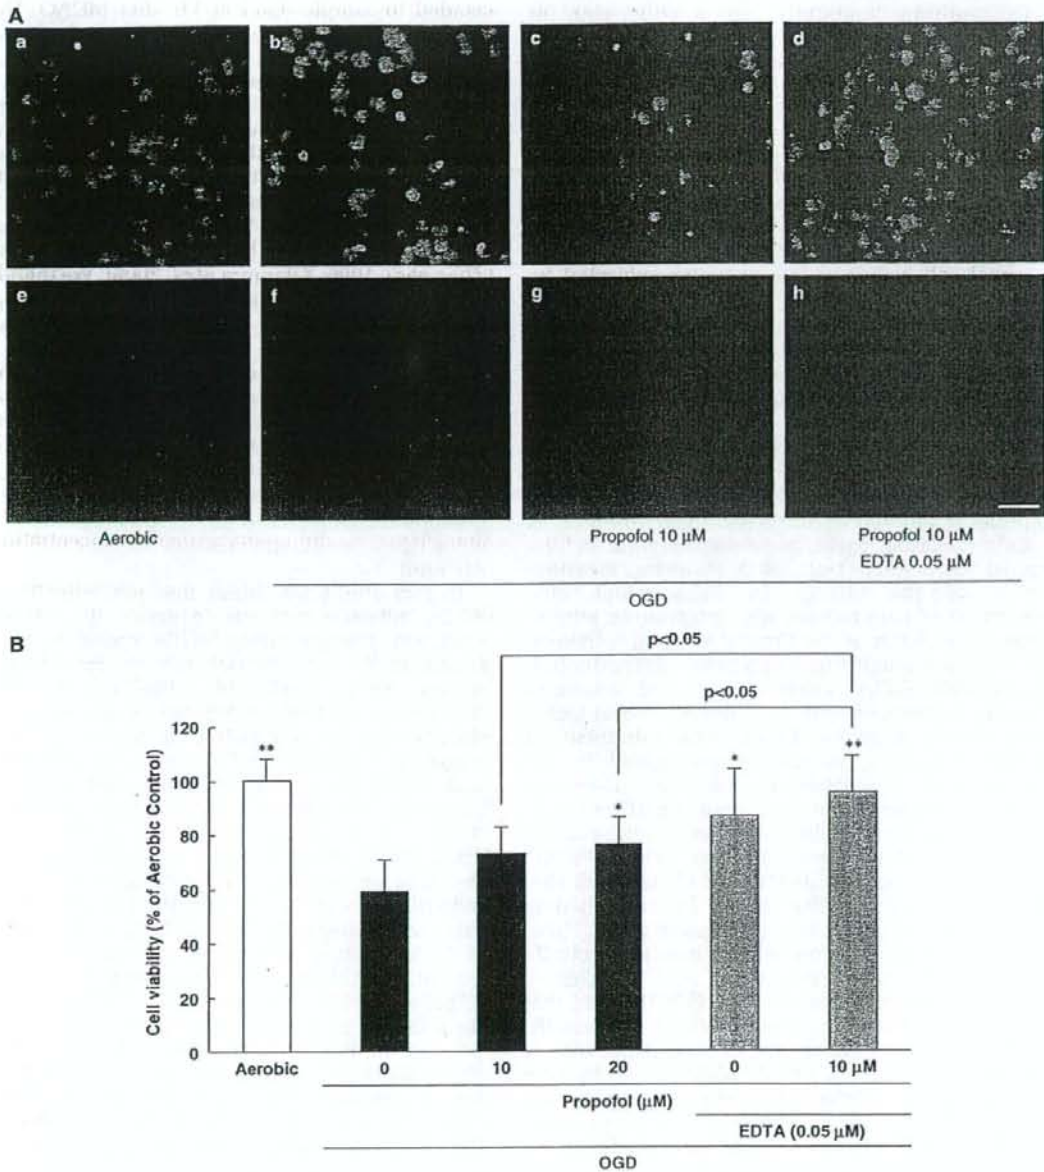 A
a b c d
e f g h
Aerobic
Propofol 10 μM
Propofol 10 μM
EDTA 0.05 μM
OGD
B
p<0.05
p<0.05
Cell viability (% of Aerobic Control)
120
100
80
60
40
20
0
** * * **
Aerobic 0 10 20 0 10 μM
Propofol (μM)
EDTA (0.05 μM)
OGD